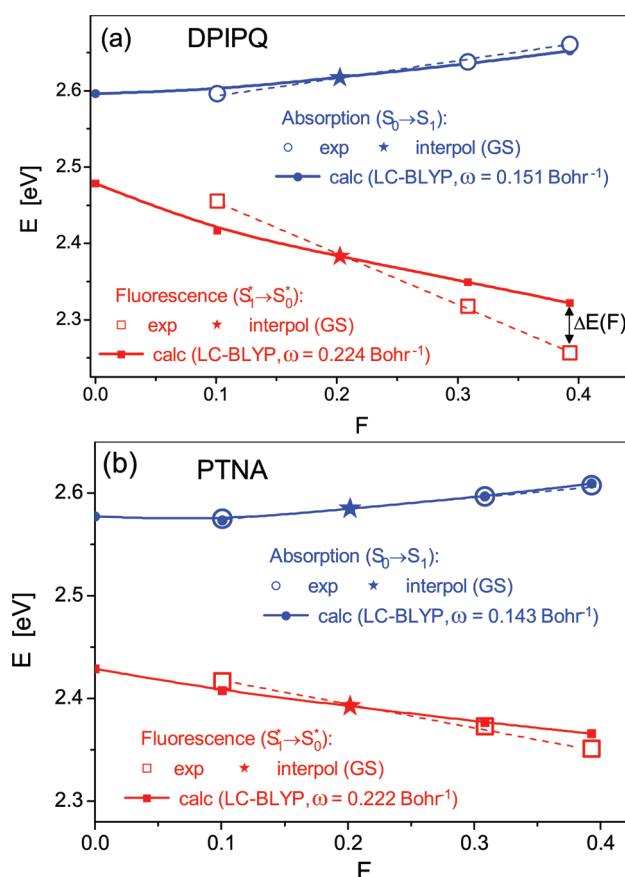 (a) DPIPQ
2.6
2.5
2.4
2.3
E [eV]
Absorption (S₀→S₁):
exp interpol (GS)
calc (LC-BLYP, ω = 0.151 Bohr⁻¹)
Fluorescence (S₁*→S₀*):
exp interpol (GS)
calc (LC-BLYP, ω = 0.224 Bohr⁻¹)
ΔE(F)
0.0 0.1 0.2 0.3 0.4
F
(b) PTNA
2.6
2.5
2.4
2.3
E [eV]
Absorption (S₀→S₁):
exp interpol (GS)
calc (LC-BLYP, ω = 0.143 Bohr⁻¹)
Fluorescence (S₁*→S₀*):
exp interpol (GS)
calc (LC-BLYP, ω = 0.222 Bohr⁻¹)
0.0 0.1 0.2 0.3 0.4
F